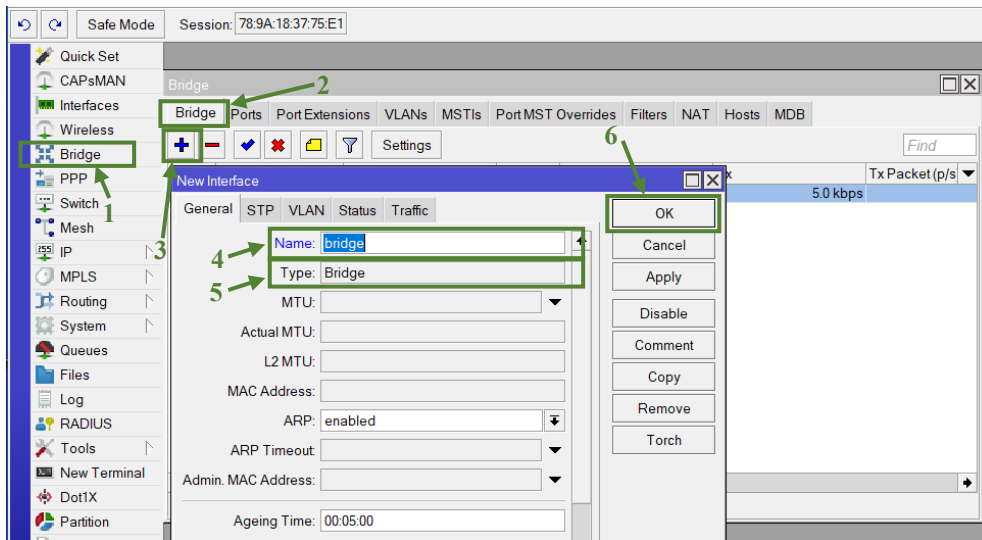 Safe Mode Session: 78:9A:18:37:75:E1
Quick Set
CAPsMAN
Interfaces
Wireless
Bridge
PPP
Switch
Mesh
255 IP
MPLS
Routing
System
Queues
Files
Log
RADIUS
Tools
New Terminal
Dot1X
Partition
1
Bridge
2
Bridge Ports Port Extensions VLANs MSTIs Port MST Overrides Filters NAT Hosts MDB
Settings
Find
3
6
Tx Packet (p/s
5.0 kbps
New Interface
General STP VLAN Status Traffic
4
Name: bridge
5
Type: Bridge
MTU:
Actual MTU:
L2 MTU:
MAC Address:
ARP: enabled
ARP Timeout:
Admin. MAC Address:
Ageing Time: 00:05:00
OK
Cancel
Apply
Disable
Comment
Copy
Remove
Torch